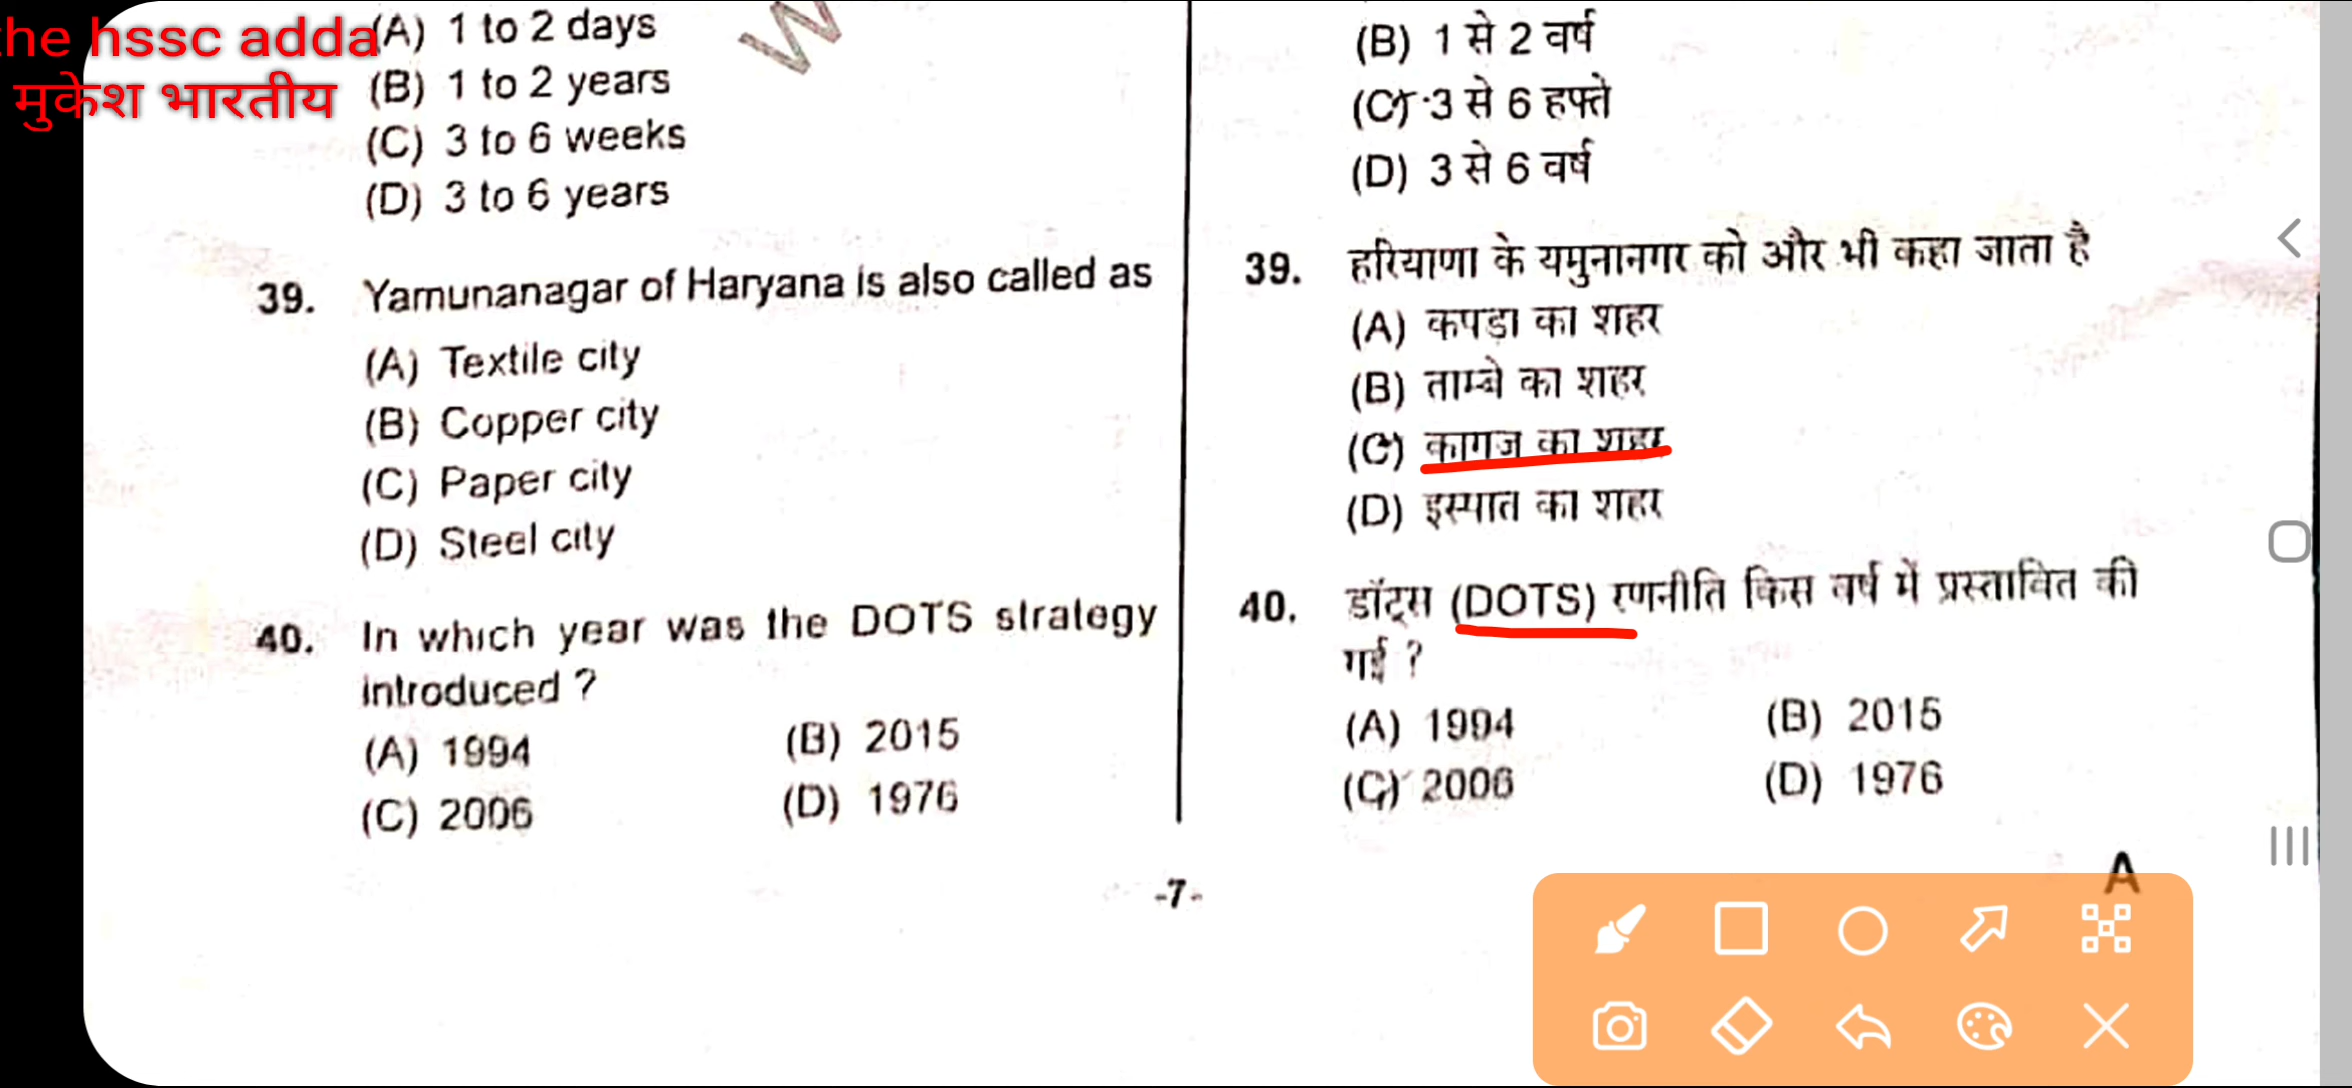 the hssc adda
मुकेश भारतीय
(A) 1 to 2 days
(B) 1 to 2 years
(C) 3 to 6 weeks
(D) 3 to 6 years
39. Yamunanagar of Haryana is also called as
(A) Textile city
(B) Copper city
(C) Paper city
(D) Steel city
40. In which year was the DOTS strategy
introduced ?
(A) 1994 (B) 2015
(C) 2006 (D) 1976
(B) 1 से 2 वर्ष
(C) 3 से 6 हफ्ते
(D) 3 से 6 वर्ष
39. हरियाणा के यमुनानगर को और भी कहा जाता है
(A) कपड़ा का शहर
(B) ताम्बे का शहर
(C) कागज का शहर
(D) इस्पात का शहर
40. डॉट्स (DOTS) रणनीति किस वर्ष में प्रस्तावित की
गई ?
(A) 1994 (B) 2015
(C) 2006 (D) 1976
-7-
A